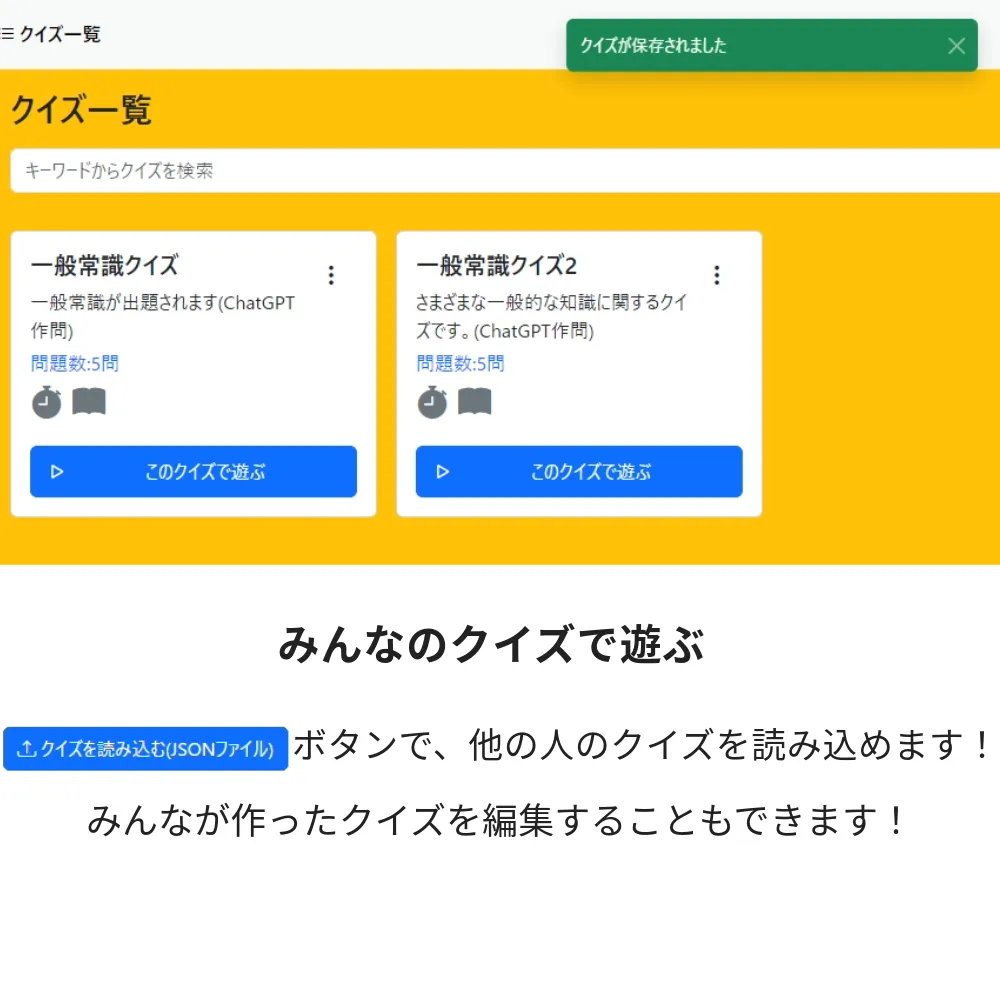 クイズ一覧
クイズが保存されました
クイズ一覧
キーワードからクイズを検索
一般常識クイズ
一般常識が出題されます(ChatGPT
作問)
問題数:5問
このクイズで遊ぶ
一般常識クイズ2
さまざまな一般的な知識に関するクイ
ズです。(ChatGPT作問)
問題数:5問
このクイズで遊ぶ
みんなのクイズで遊ぶ
クイズを読み込む(JSONファイル) ボタンで、他の人のクイズを読み込めます！
みんなが作ったクイズを編集することもできます！